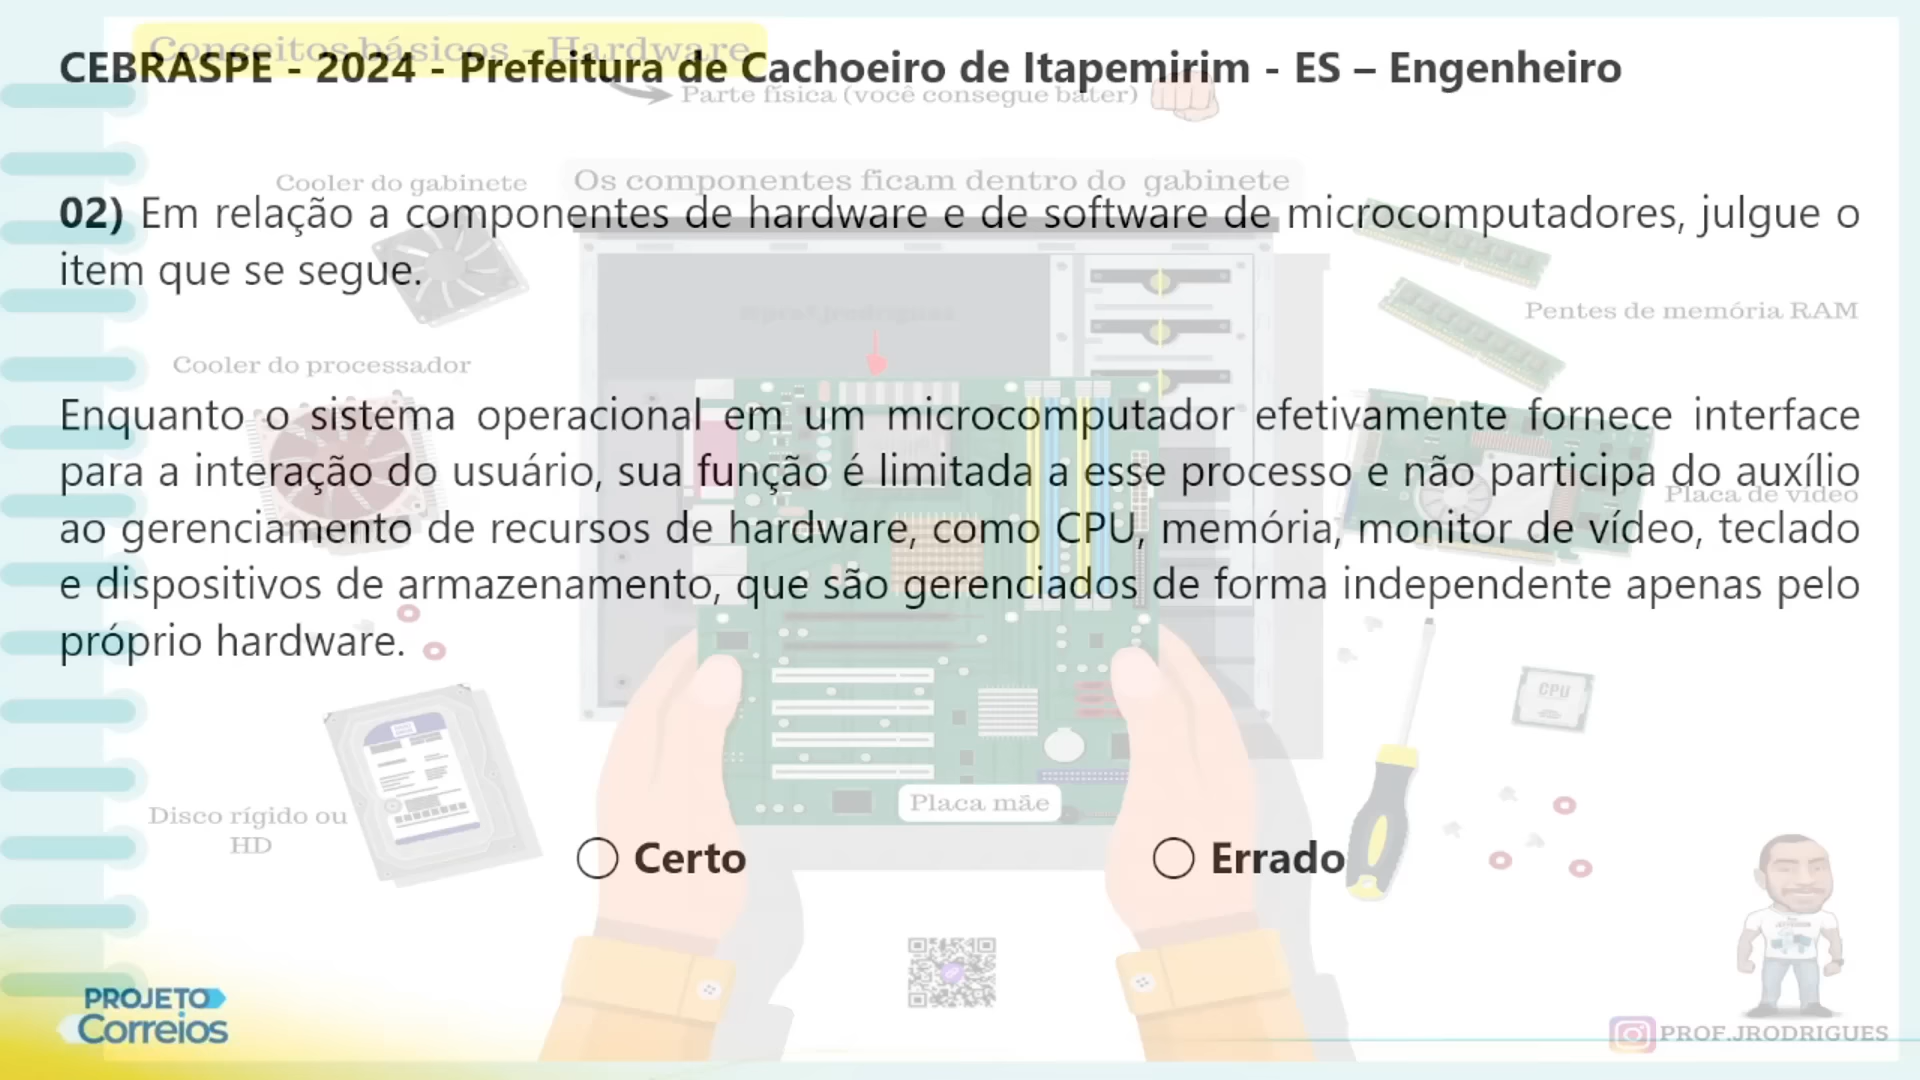 Conceitos básicos - Hardware
CEBRASPE - 2024 - Prefeitura de Cachoeiro de Itapemirim - ES – Engenheiro
Parte física (você consegue bater)
Cooler do gabinete
Os componentes ficam dentro do gabinete
02) Em relação a componentes de hardware e de software de microcomputadores, julgue o
item que se segue.
Pentes de memória RAM
Cooler do processador
Enquanto o sistema operacional em um microcomputador efetivamente fornece interface
para a interação do usuário, sua função é limitada a esse processo e não participa do auxílio
Placa de vídeo
ao gerenciamento de recursos de hardware, como CPU, memória, monitor de vídeo, teclado
e dispositivos de armazenamento, que são gerenciados de forma independente apenas pelo
próprio hardware.
CPU
Placa mãe
Disco rígido ou
HD
Certo
Errado
PROJETO
Correios
PROF.JRODRIGUES